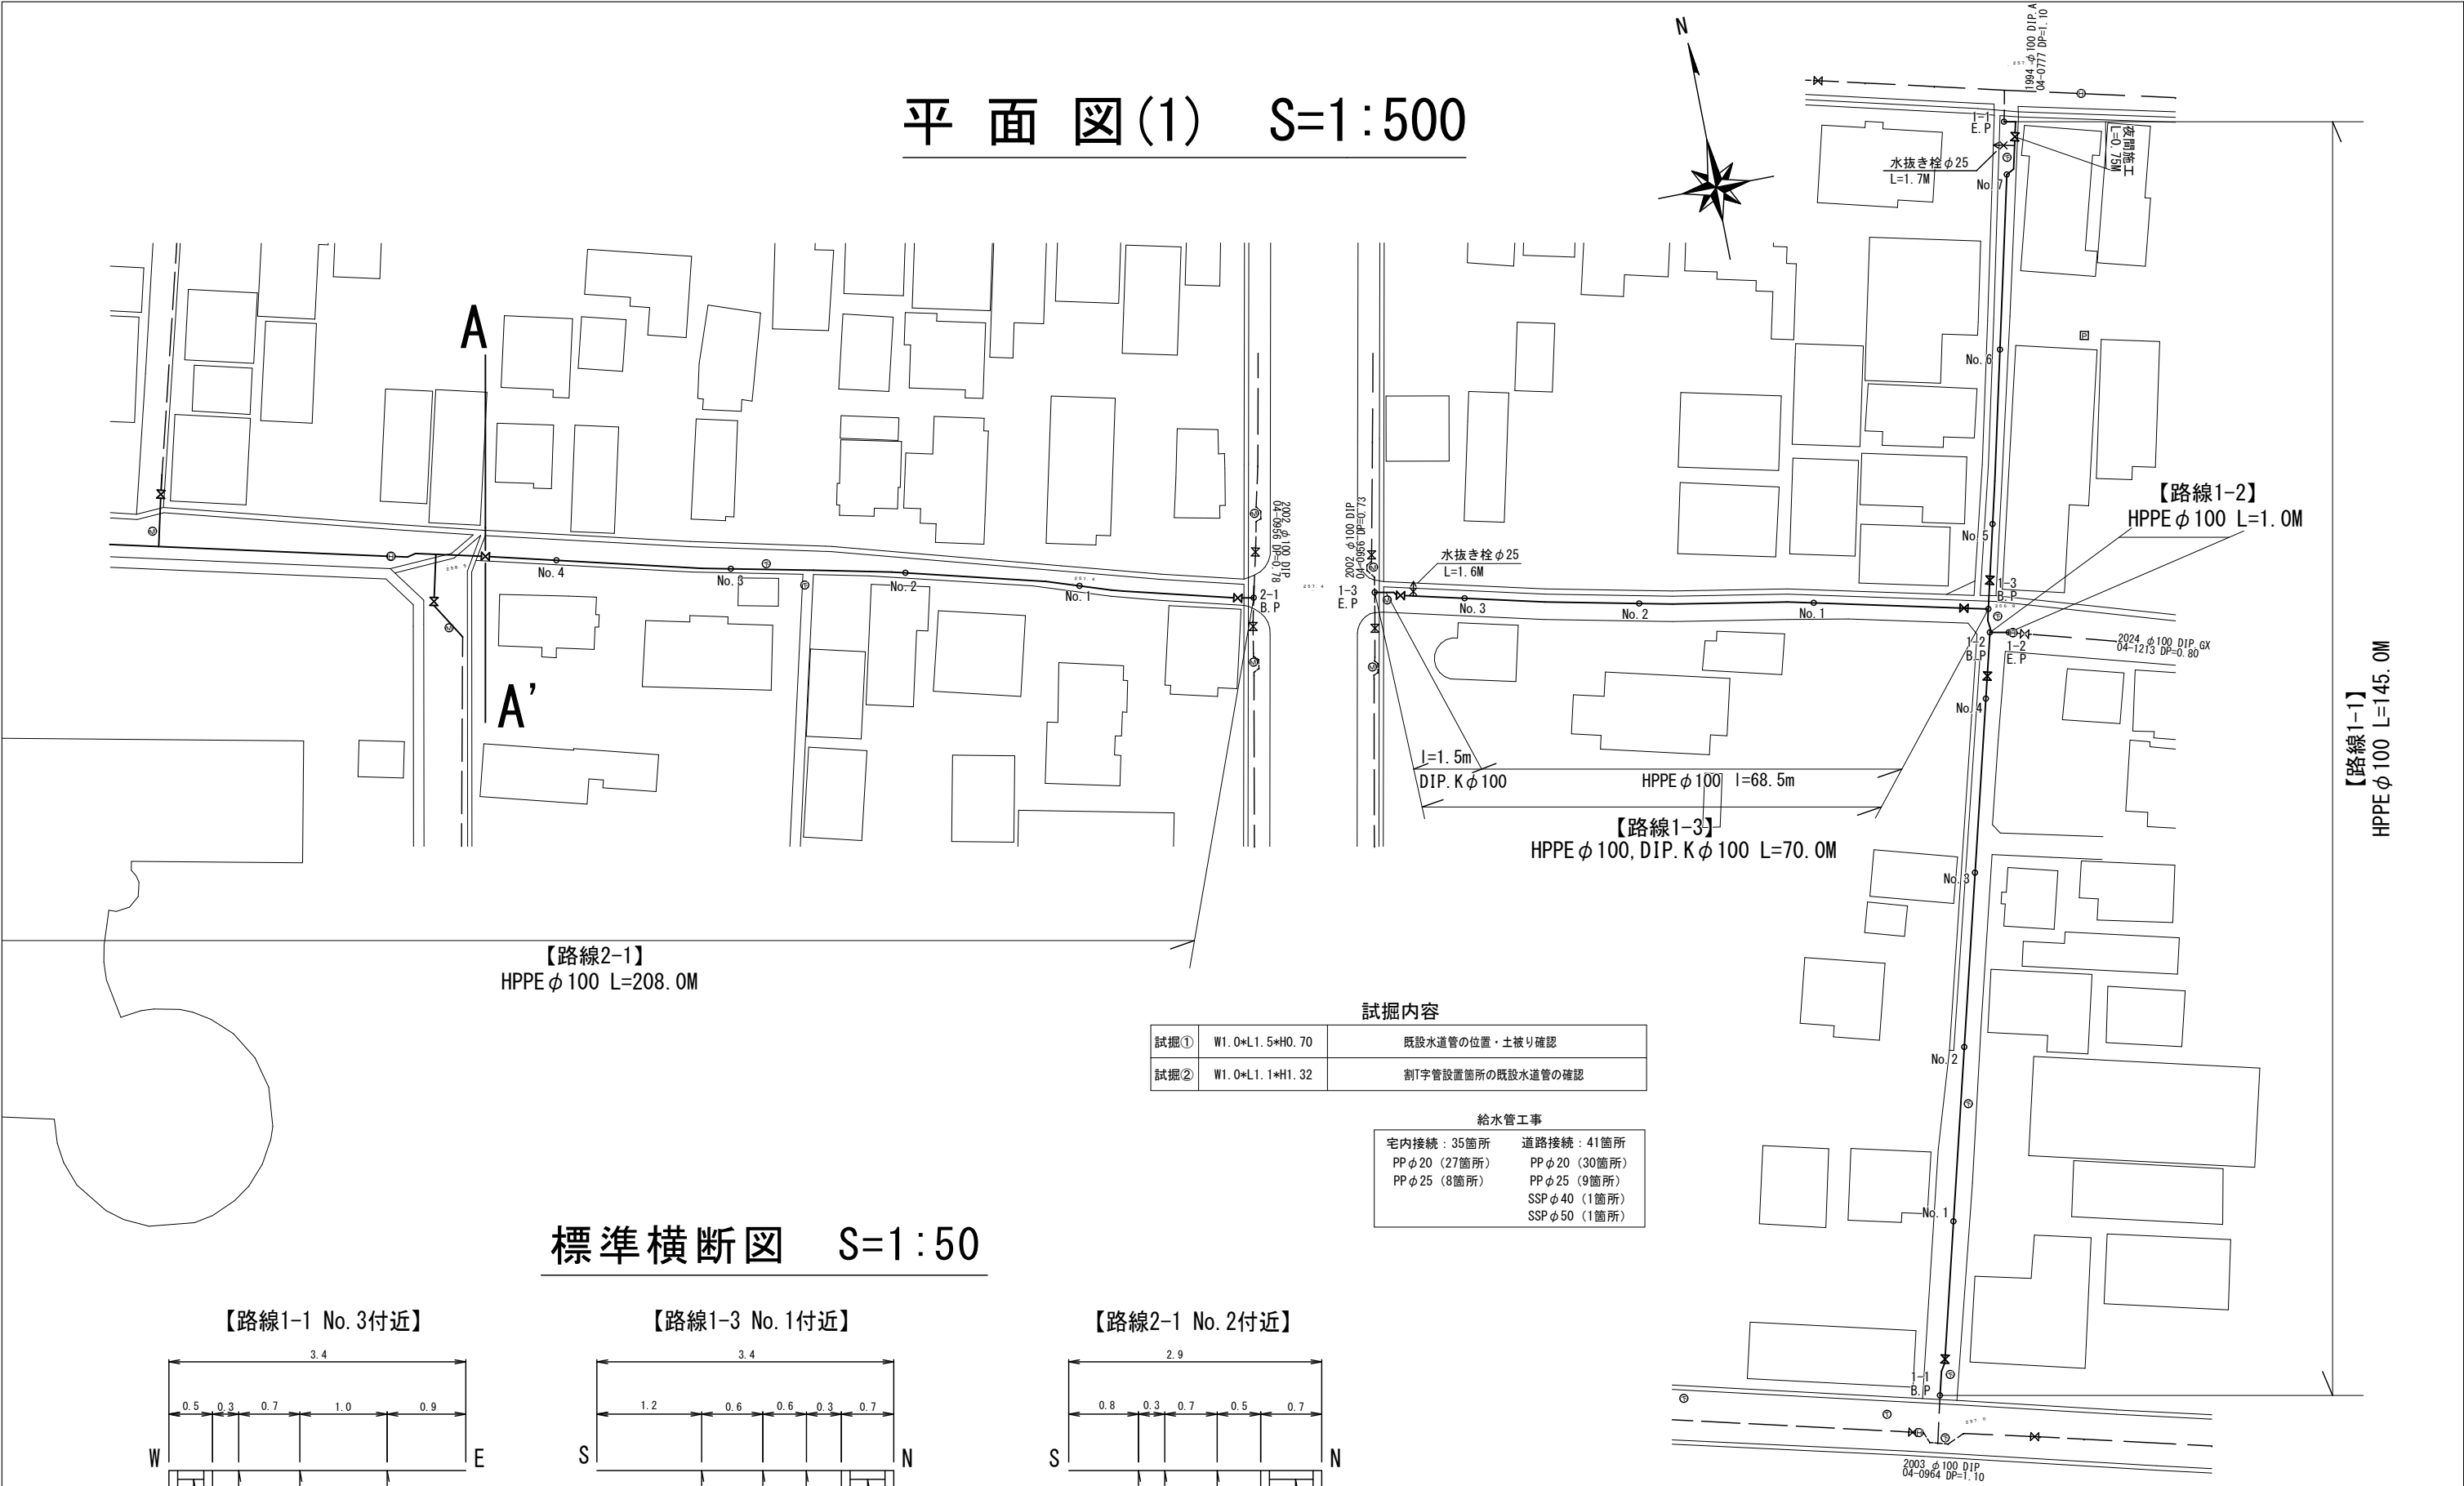 平面図(1) S=1:500
N
1994 φ100 DIP.A
04-0777 DP=1.10
1-1
E.P
夜間施工
L=0.75M
水抜き栓φ25
L=1.7M
No.7
No.6
No.5
P
A
A'
【路線1-2】
HPPEφ100 L=1.0M
2002 φ100 DIP
04-0956 DP=0.78
2002 φ100 DIP
04-0956 DP=0.73
水抜き栓φ25
L=1.6M
No.4
No.3
No.2
No.1
257.4
2-1
B.P
257.4
1-3
E.P
No.3
No.2
No.1
1-3
B.P
1-2
B.P
1-2
E.P
2024 φ100 DIP.GX
04-1213 DP=0.80
No.4
l=1.5m
DIP.Kφ100
HPPEφ100 l=68.5m
【路線1-3】
HPPEφ100,DIP.Kφ100 L=70.0M
【路線1-1】
HPPEφ100 L=145.0M
No.3
【路線2-1】
HPPEφ100 L=208.0M
No.2
No.1
1-1
B.P
2003 φ100 DIP
04-0964 DP=1.10
試掘内容
試掘① W1.0*L1.5*H0.70 既設水道管の位置・土被り確認
試掘② W1.0*L1.1*H1.32 割T字管設置箇所の既設水道管の確認
給水管工事
宅内接続：35箇所 道路接続：41箇所
PPφ20（27箇所） PPφ20（30箇所）
PPφ25（8箇所） PPφ25（9箇所）
SSPφ40（1箇所）
SSPφ50（1箇所）
標準横断図 S=1:50
【路線1-1 No.3付近】
3.4
0.5 0.3 0.7 1.0 0.9
W E
【路線1-3 No.1付近】
3.4
1.2 0.6 0.6 0.3 0.7
S N
【路線2-1 No.2付近】
2.9
0.8 0.3 0.7 0.5 0.7
S N